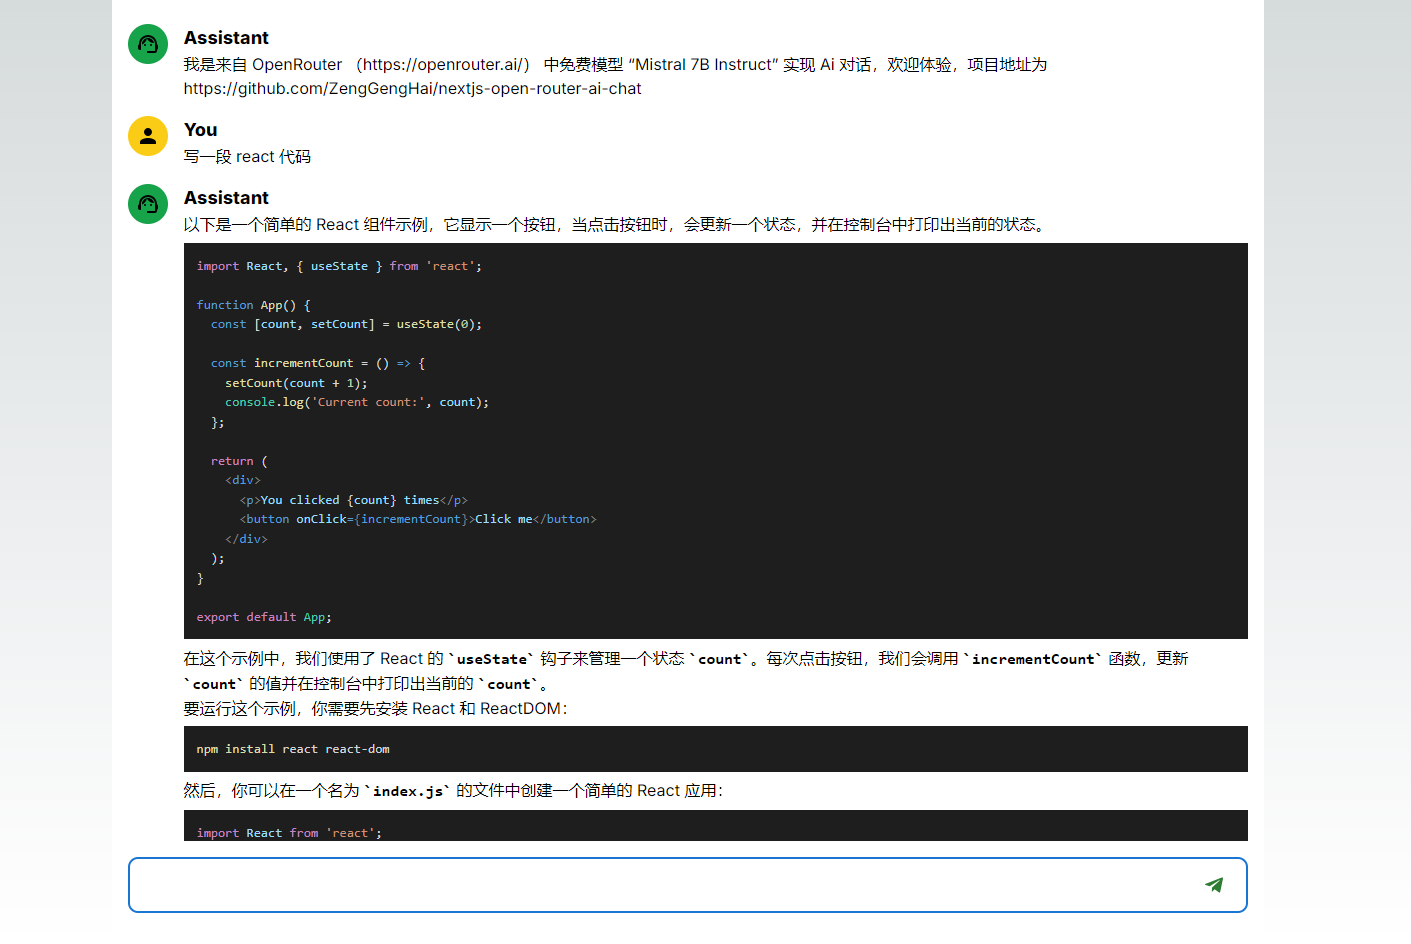 Assistant
我是来自 OpenRouter （https://openrouter.ai/） 中免费模型 “Mistral 7B Instruct” 实现 Ai 对话，欢迎体验，项目地址为
https://github.com/ZengGengHai/nextjs-open-router-ai-chat
You
写一段 react 代码
Assistant
以下是一个简单的 React 组件示例，它显示一个按钮，当点击按钮时，会更新一个状态，并在控制台中打印出当前的状态。
import React, { useState } from 'react';
function App() {
  const [count, setCount] = useState(0);
  const incrementCount = () => {
    setCount(count + 1);
    console.log('Current count:', count);
  };
  return (
    <div>
      <p>You clicked {count} times</p>
      <button onClick={incrementCount}>Click me</button>
    </div>
  );
}
export default App;
在这个示例中，我们使用了 React 的 `useState` 钩子来管理一个状态 `count`。每次点击按钮，我们会调用 `incrementCount` 函数，更新
`count` 的值并在控制台中打印出当前的 `count`。
要运行这个示例，你需要先安装 React 和 ReactDOM：
npm install react react-dom
然后，你可以在一个名为 `index.js` 的文件中创建一个简单的 React 应用：
import React from 'react';